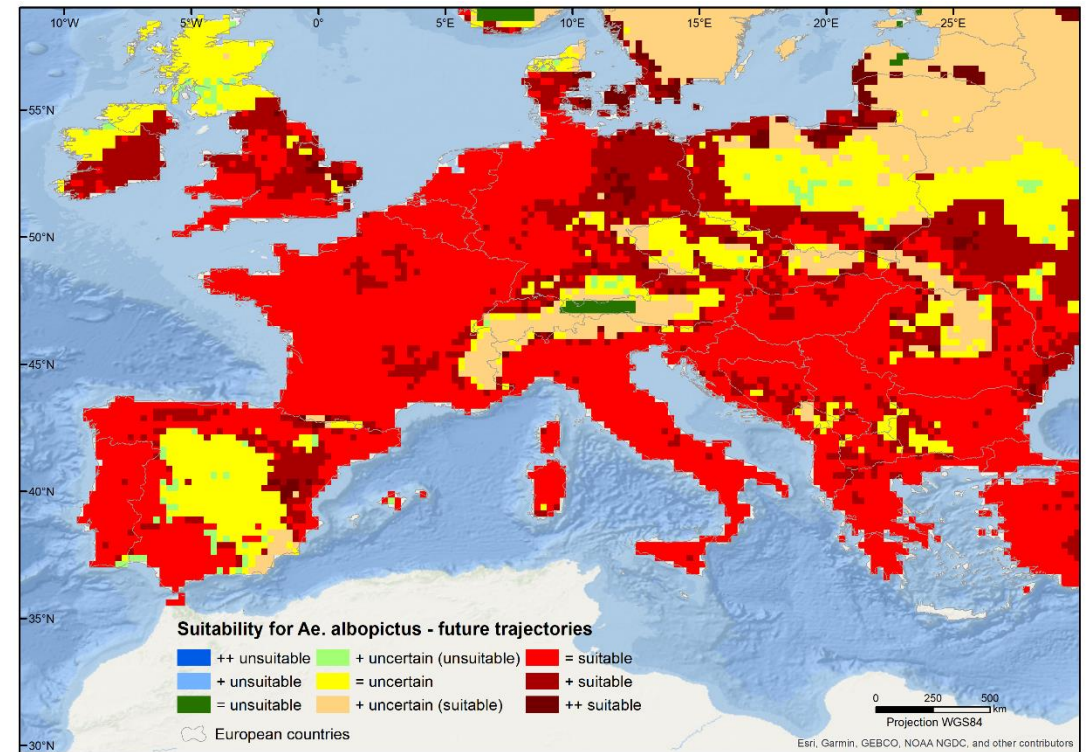 10°W 5°W 0° 5°E 10°E 15°E 20°E 25°E
55°N
50°N
45°N
40°N
35°N
30°N
Suitability for Ae. albopictus - future trajectories
++ unsuitable + uncertain (unsuitable) = suitable
+ unsuitable = uncertain + suitable
= unsuitable + uncertain (suitable) ++ suitable
European countries
0 250 500
km
Projection WGS84
Esri, Garmin, GEBCO, NOAA NGDC, and other contributors